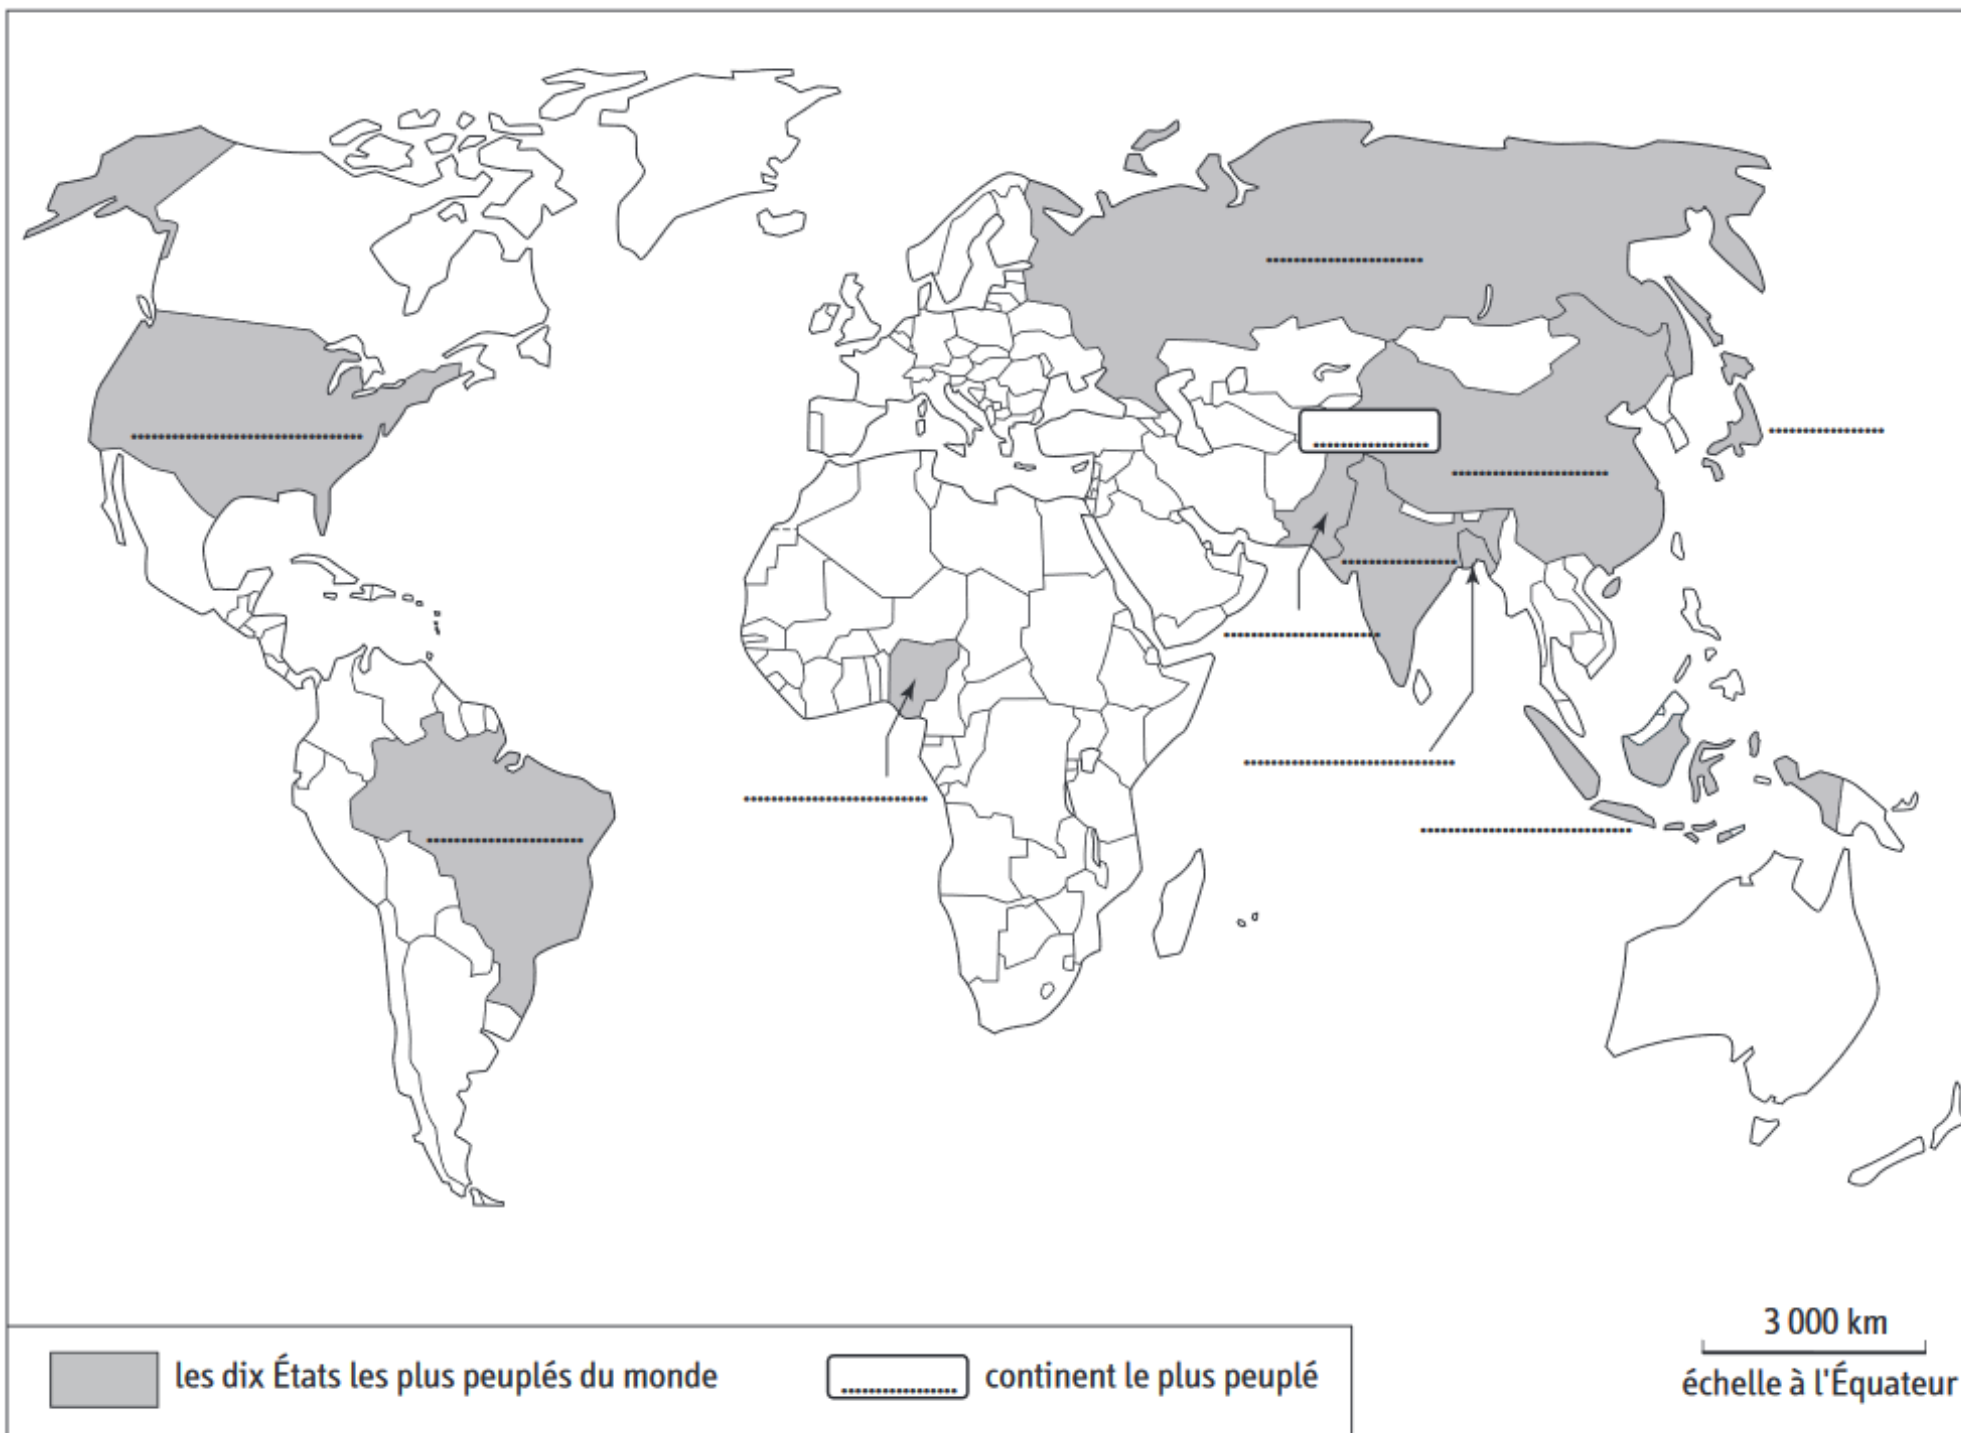 les dix États les plus peuplés du monde
continent le plus peuplé
3 000 km
échelle à l'Équateur